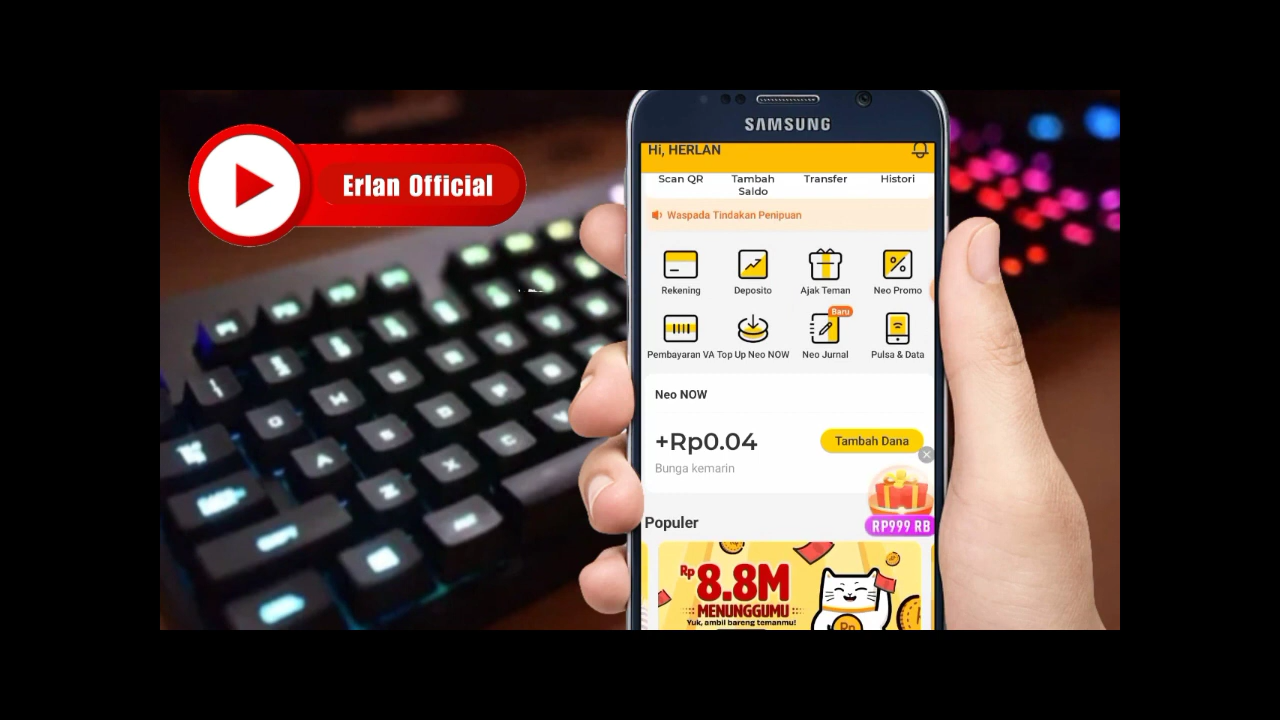 Erlan Official
SAMSUNG
Hi, HERLAN
Scan QR
Tambah
Saldo
Transfer
Histori
Waspada Tindakan Penipuan
Rekening
Deposito
Ajak Teman
Neo Promo
Baru
Pembayaran VA
Top Up Neo NOW
Neo Jurnal
Pulsa & Data
Neo NOW
+Rp0.04
Tambah Dana
Bunga kemarin
RP999 RB
Populer
Rp 8.8M
MENUNGGUMU
Yuk, ambil bareng temanmu!
Rp